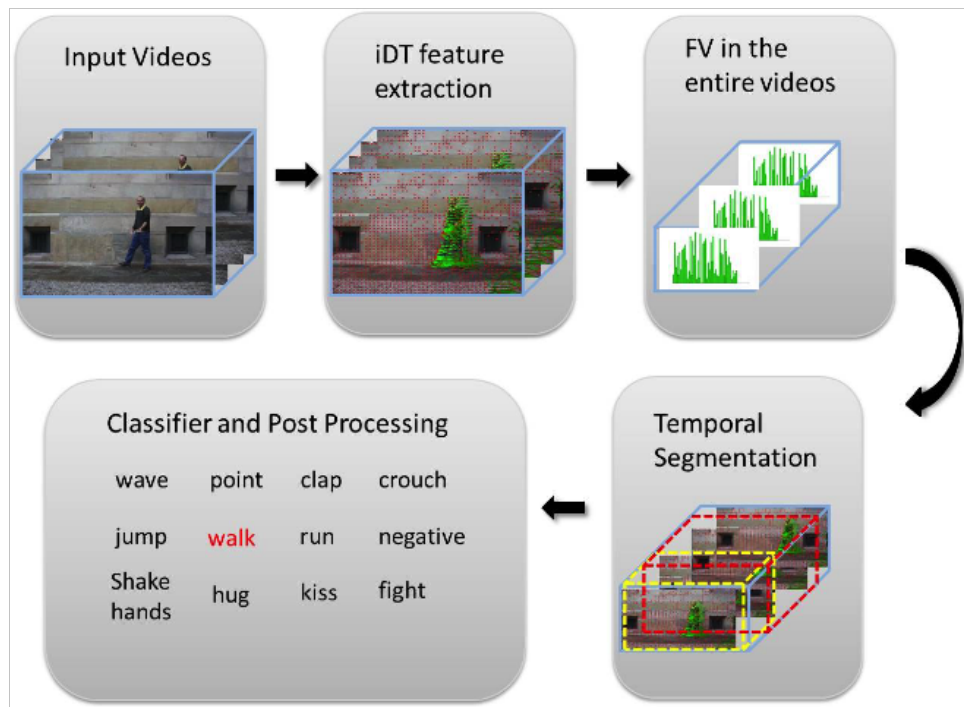 Input Videos
iDT feature
extraction
FV in the
entire videos
Temporal
Segmentation
Classifier and Post Processing
wave point clap crouch
jump walk run negative
Shake
hands hug kiss fight